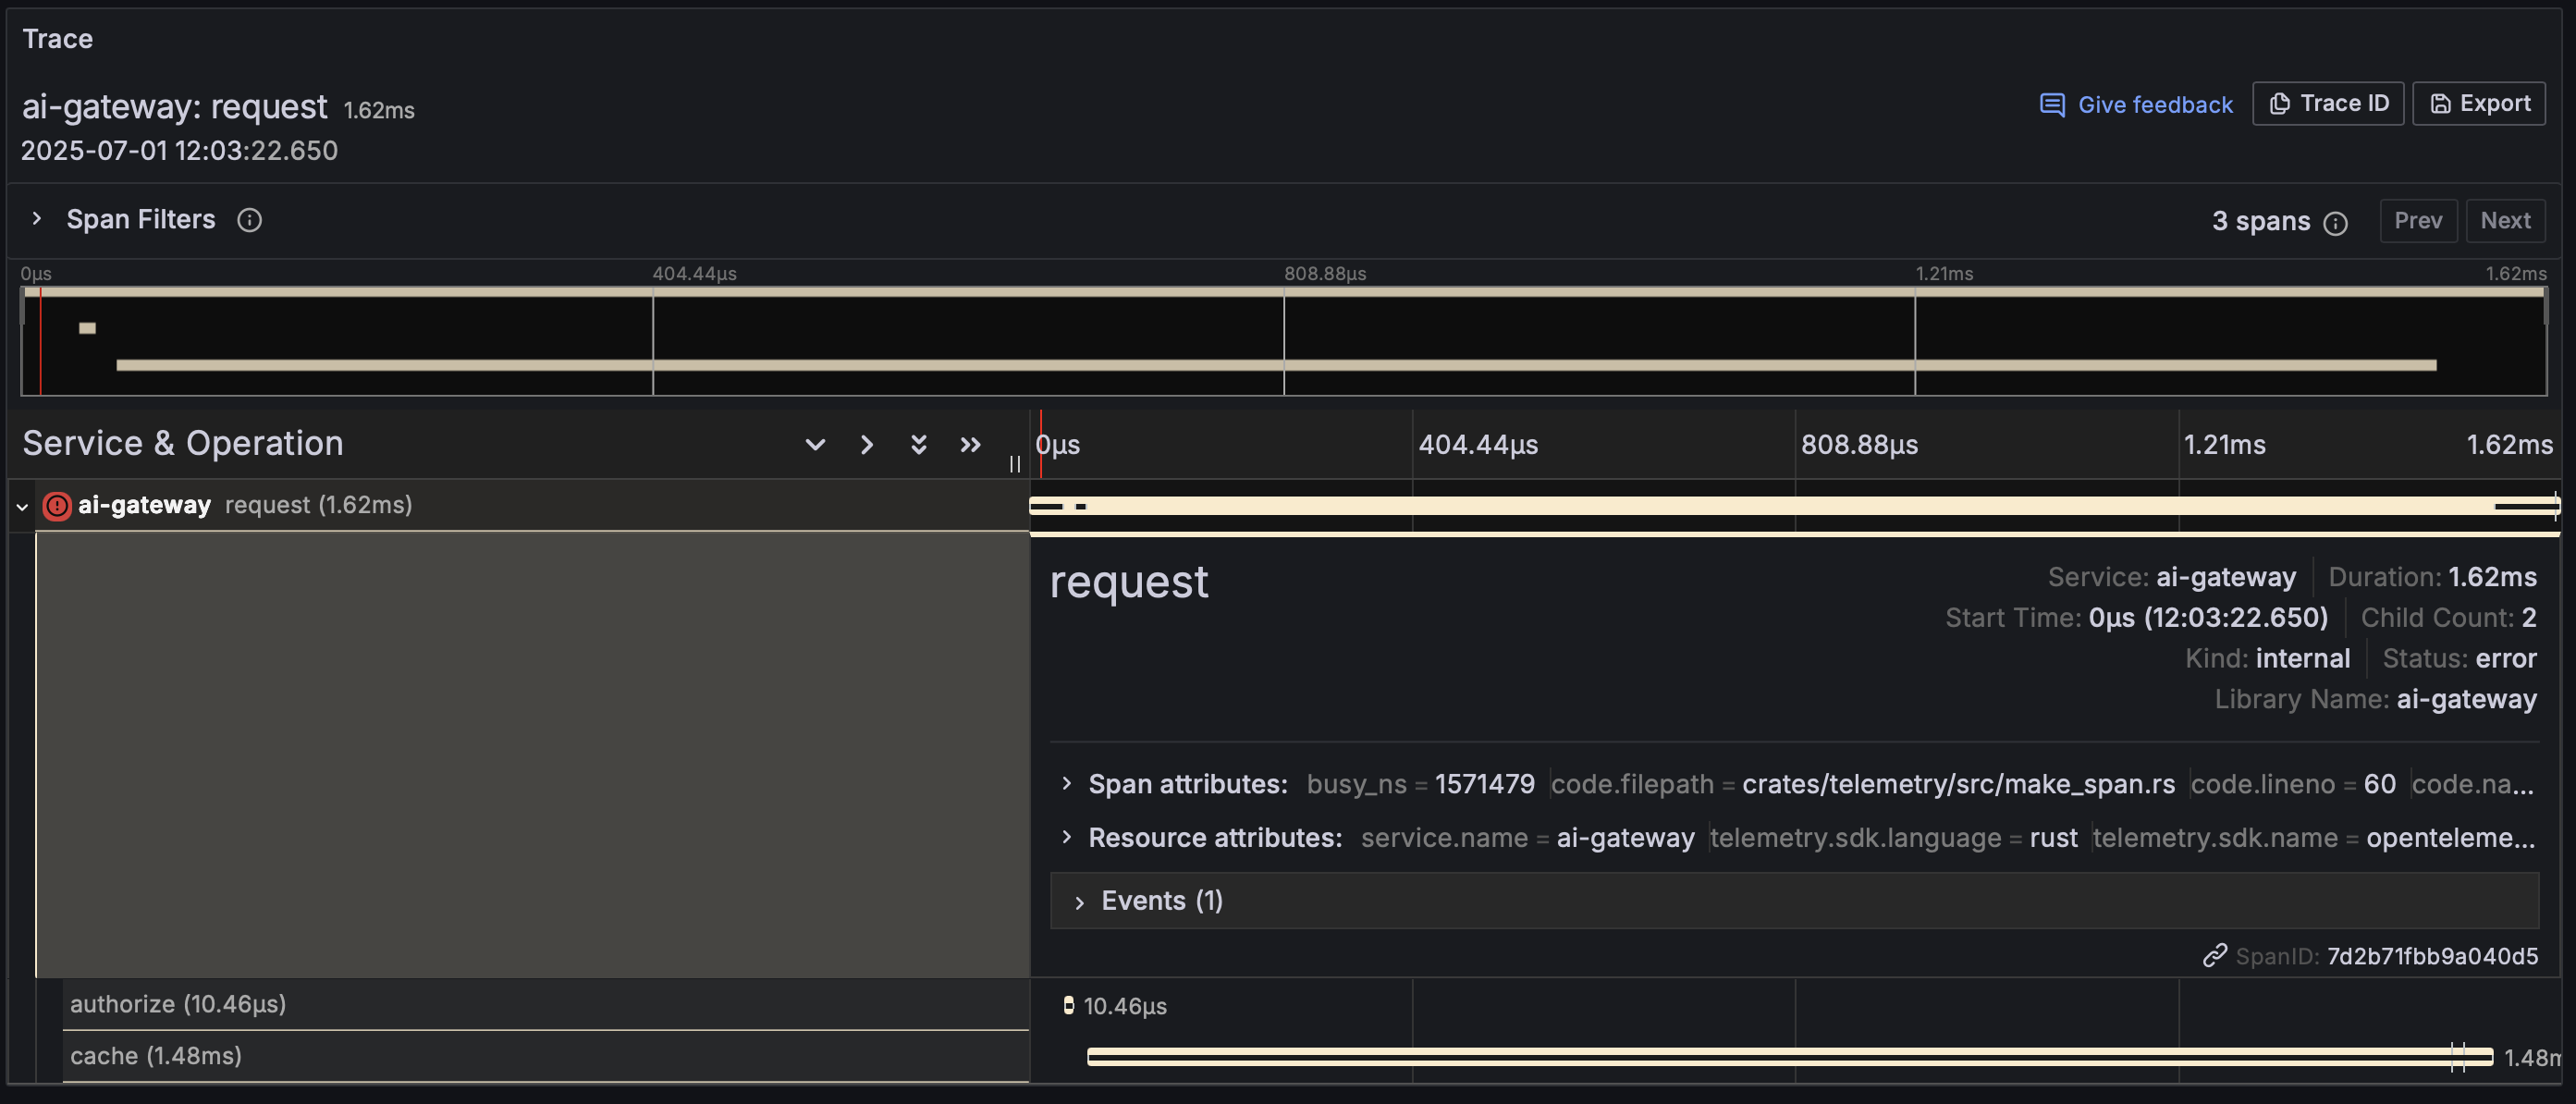 Trace
ai-gateway: request 1.62ms
Give feedback
Trace ID
Export
2025-07-01 12:03:22.650
Span Filters
3 spans
Prev
Next
0μs 404.44μs 808.88μs 1.21ms 1.62ms
Service & Operation
0μs 404.44μs 808.88μs 1.21ms 1.62ms
ai-gateway request (1.62ms)
request
Service: ai-gateway Duration: 1.62ms
Start Time: 0μs (12:03:22.650) Child Count: 2
Kind: internal Status: error
Library Name: ai-gateway
Span attributes: busy_ns = 1571479 code.filepath = crates/telemetry/src/make_span.rs code.lineno = 60 code.na...
Resource attributes: service.name = ai-gateway telemetry.sdk.language = rust telemetry.sdk.name = openteleme...
Events (1)
SpanID: 7d2b71fbb9a040d5
authorize (10.46μs) 10.46μs
cache (1.48ms) 1.48m